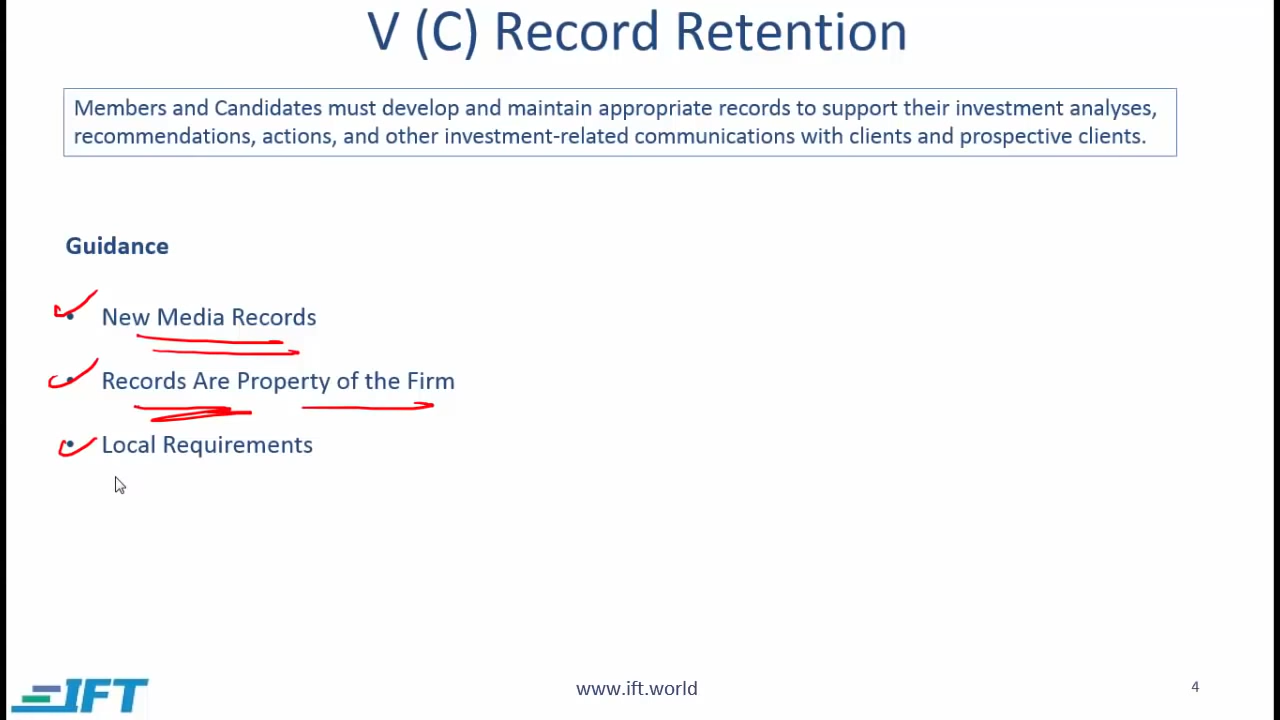 V (C) Record Retention
Members and Candidates must develop and maintain appropriate records to support their investment analyses,
recommendations, actions, and other investment-related communications with clients and prospective clients.
Guidance
• New Media Records
• Records Are Property of the Firm
• Local Requirements
IFT
www.ift.world
4